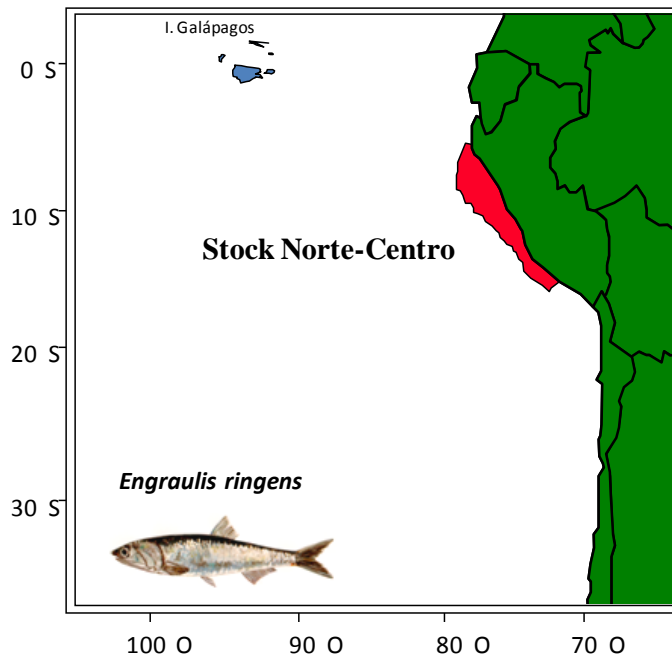 I. Galápagos
0 S
10 S
Stock Norte-Centro
20 S
Engraulis ringens
30 S
100 O 90 O 80 O 70 O